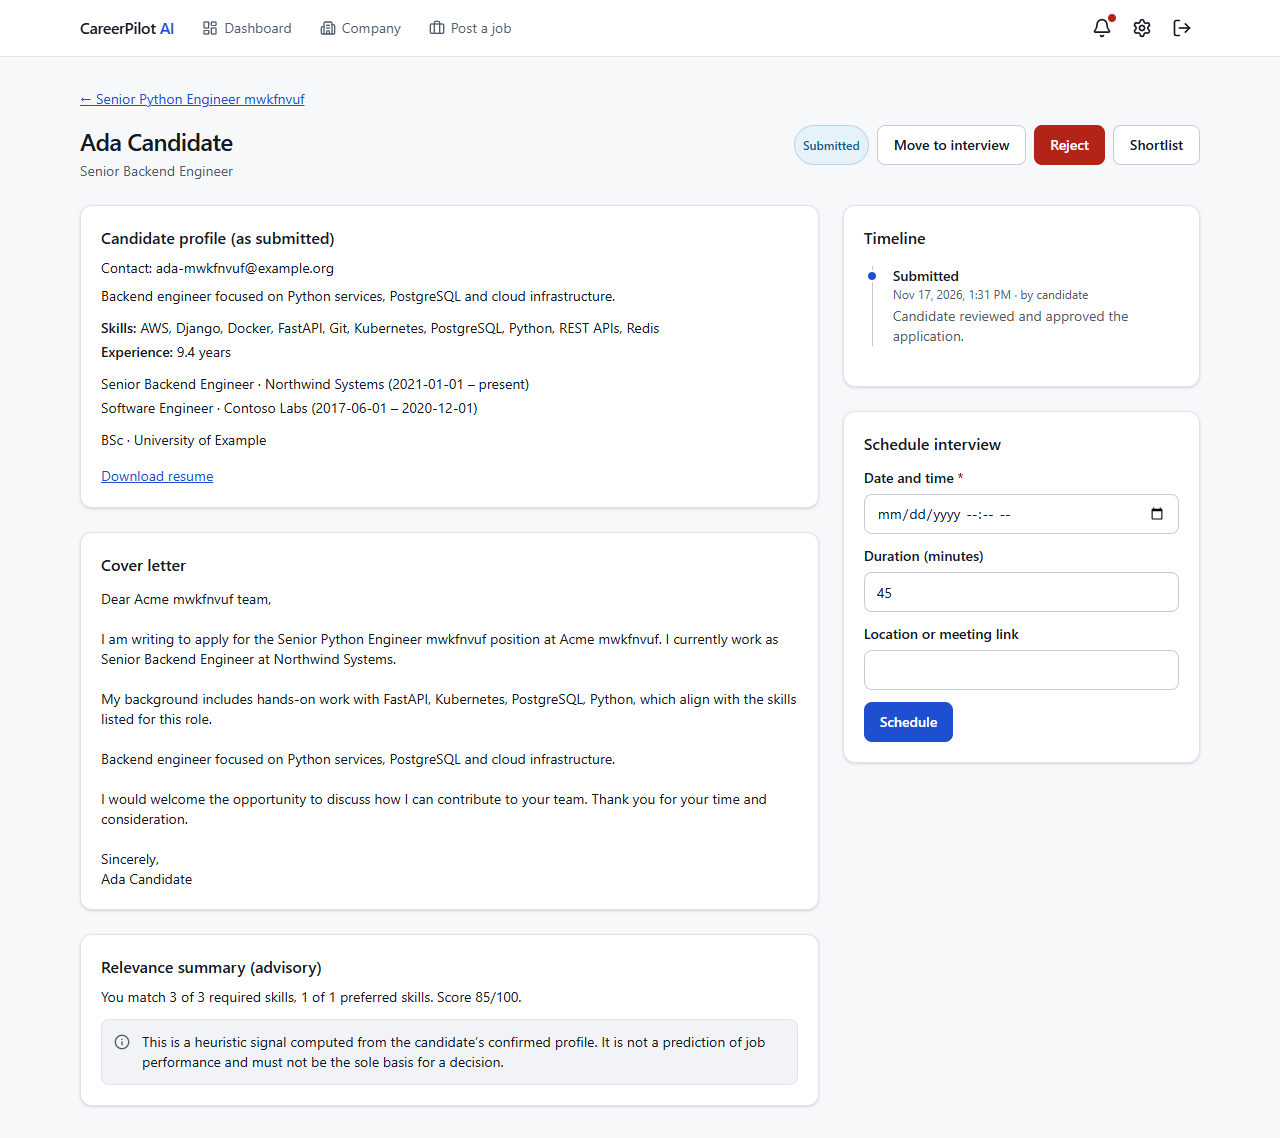 CareerPilot AI
Dashboard
Company
Post a job
← Senior Python Engineer mwkfnvuf
Ada Candidate
Senior Backend Engineer
Submitted
Move to interview
Reject
Shortlist
Candidate profile (as submitted)
Contact: ada-mwkfnvuf@example.org
Backend engineer focused on Python services, PostgreSQL and cloud infrastructure.
Skills: AWS, Django, Docker, FastAPI, Git, Kubernetes, PostgreSQL, Python, REST APIs, Redis
Experience: 9.4 years
Senior Backend Engineer · Northwind Systems (2021-01-01 – present)
Software Engineer · Contoso Labs (2017-06-01 – 2020-12-01)
BSc · University of Example
Download resume
Cover letter
Dear Acme mwkfnvuf team,
I am writing to apply for the Senior Python Engineer mwkfnvuf position at Acme mwkfnvuf. I currently work as
Senior Backend Engineer at Northwind Systems.
My background includes hands-on work with FastAPI, Kubernetes, PostgreSQL, Python, which align with the skills
listed for this role.
Backend engineer focused on Python services, PostgreSQL and cloud infrastructure.
I would welcome the opportunity to discuss how I can contribute to your team. Thank you for your time and
consideration.
Sincerely,
Ada Candidate
Relevance summary (advisory)
You match 3 of 3 required skills, 1 of 1 preferred skills. Score 85/100.
This is a heuristic signal computed from the candidate's confirmed profile. It is not a prediction of job
performance and must not be the sole basis for a decision.
Timeline
Submitted
Nov 17, 2026, 1:31 PM · by candidate
Candidate reviewed and approved the
application.
Schedule interview
Date and time *
mm/dd/yyyy --:-- --
Duration (minutes)
45
Location or meeting link
Schedule